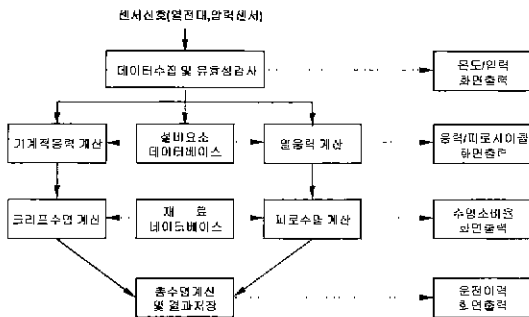 센서신호(열전대,압력센서)
데이터수집 및 유효성검사
온도/압력
화면출력
기계적응력 계산
설비요소
데이터베이스
열응력 계산
응력/피로사이클
화면출력
크리프수명 계산
재 료
데이터베이스
피로수명 계산
수명소비율
화면출력
총수명계산
및 결과저장
운전이력
화면출력